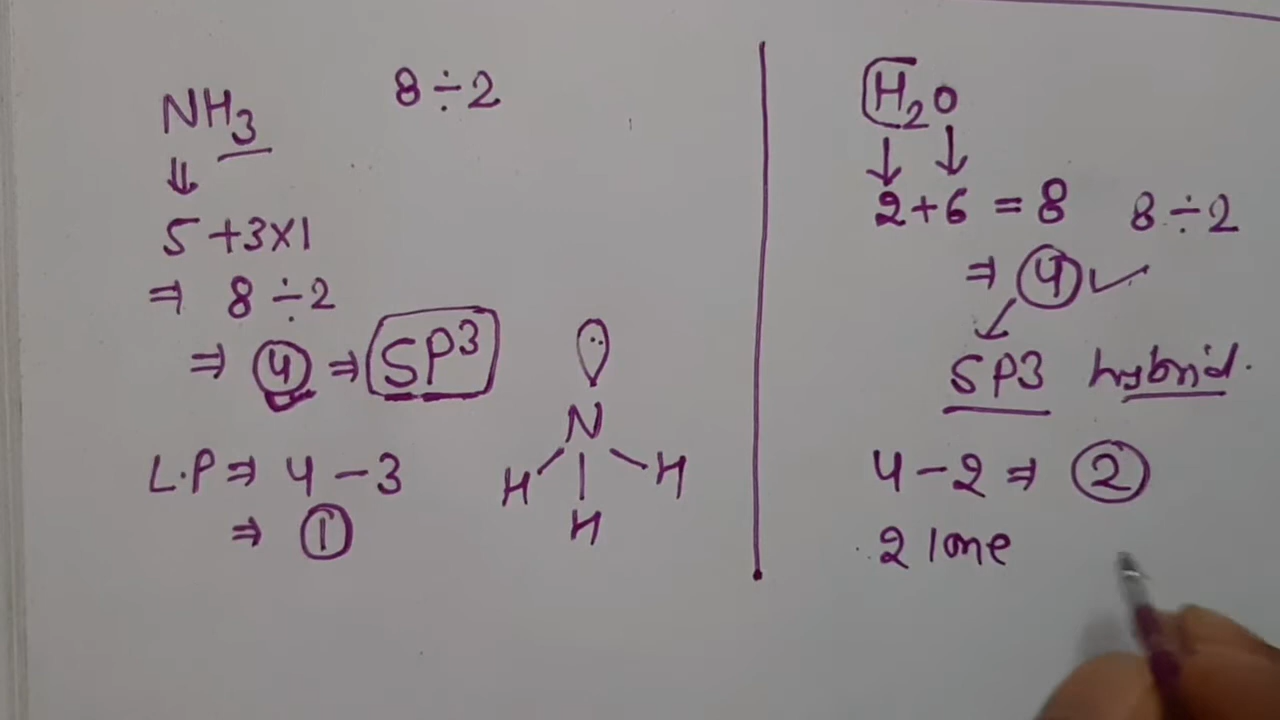 NH3
8÷2
5+3×1
⇒ 8÷2
⇒ 4 ⇒ SP³
L.P ⇒ 4-3
⇒ 1
N
H H
H
H2O
2+6 = 8 8÷2
⇒ 4 ✓
SP3 hybrid.
4-2 ⇒ 2
2 lone